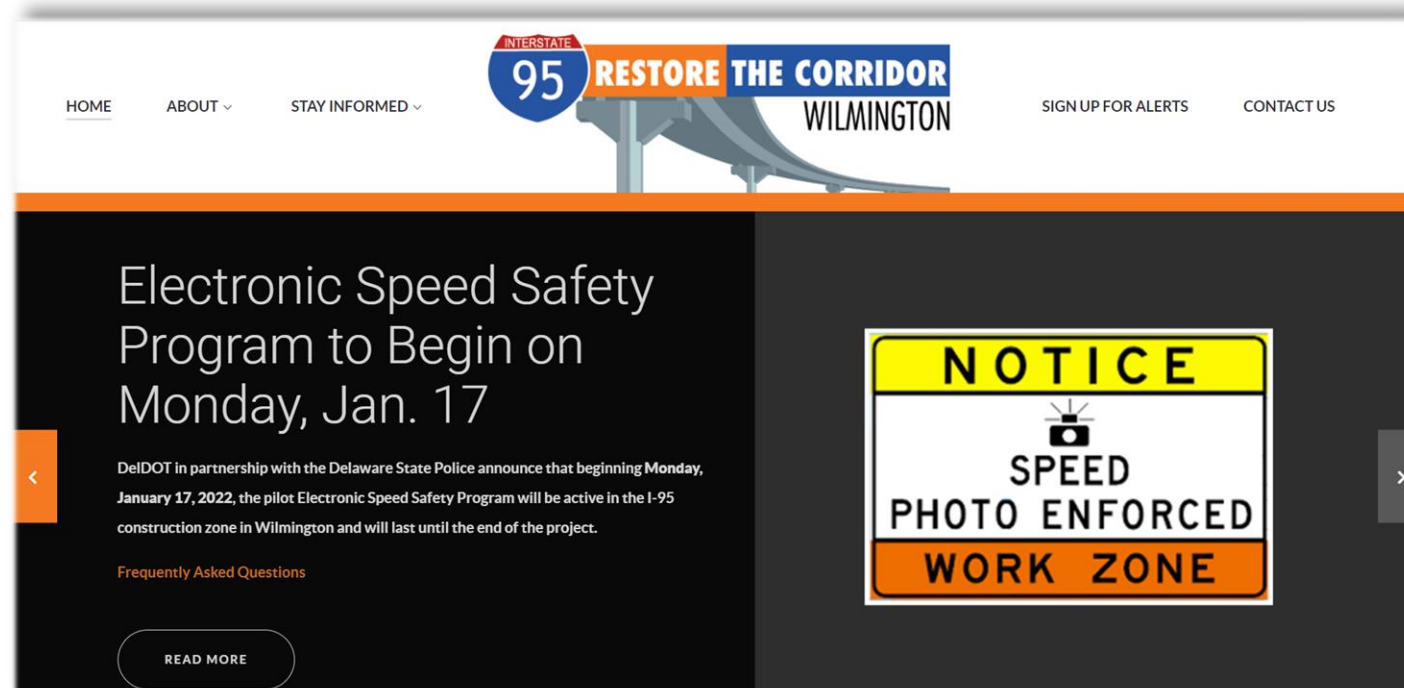 HOME
ABOUT
STAY INFORMED
INTERSTATE
95
RESTORE THE CORRIDOR
WILMINGTON
SIGN UP FOR ALERTS
CONTACT US
Electronic Speed Safety
Program to Begin on
Monday, Jan. 17
DelDOT in partnership with the Delaware State Police announce that beginning Monday,
January 17, 2022, the pilot Electronic Speed Safety Program will be active in the I-95
construction zone in Wilmington and will last until the end of the project.
Frequently Asked Questions
READ MORE
NOTICE
SPEED
PHOTO ENFORCED
WORK ZONE